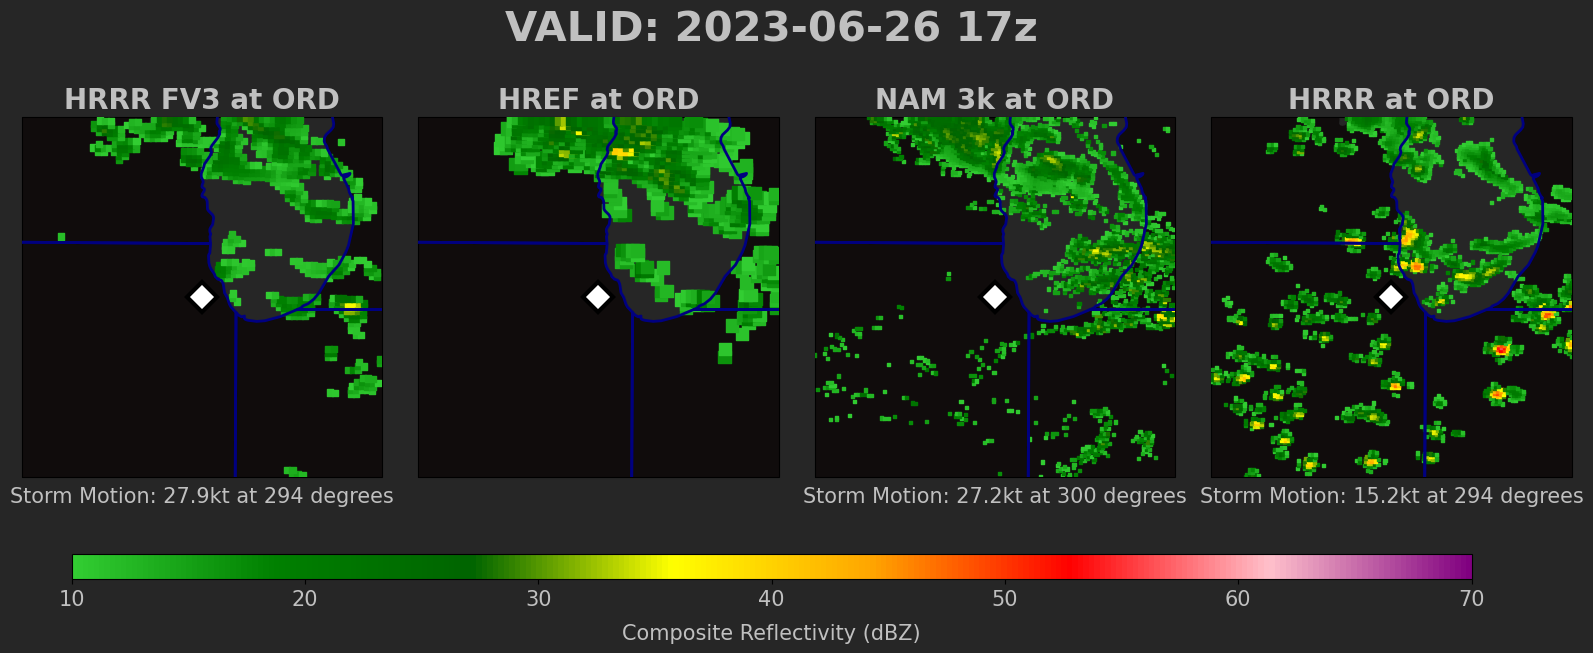 VALID: 2023-06-26 17z
HRRR FV3 at ORD
HREF at ORD
NAM 3k at ORD
HRRR at ORD
Storm Motion: 27.9kt at 294 degrees
Storm Motion: 27.2kt at 300 degrees
Storm Motion: 15.2kt at 294 degrees
10 20 30 40 50 60 70
Composite Reflectivity (dBZ)